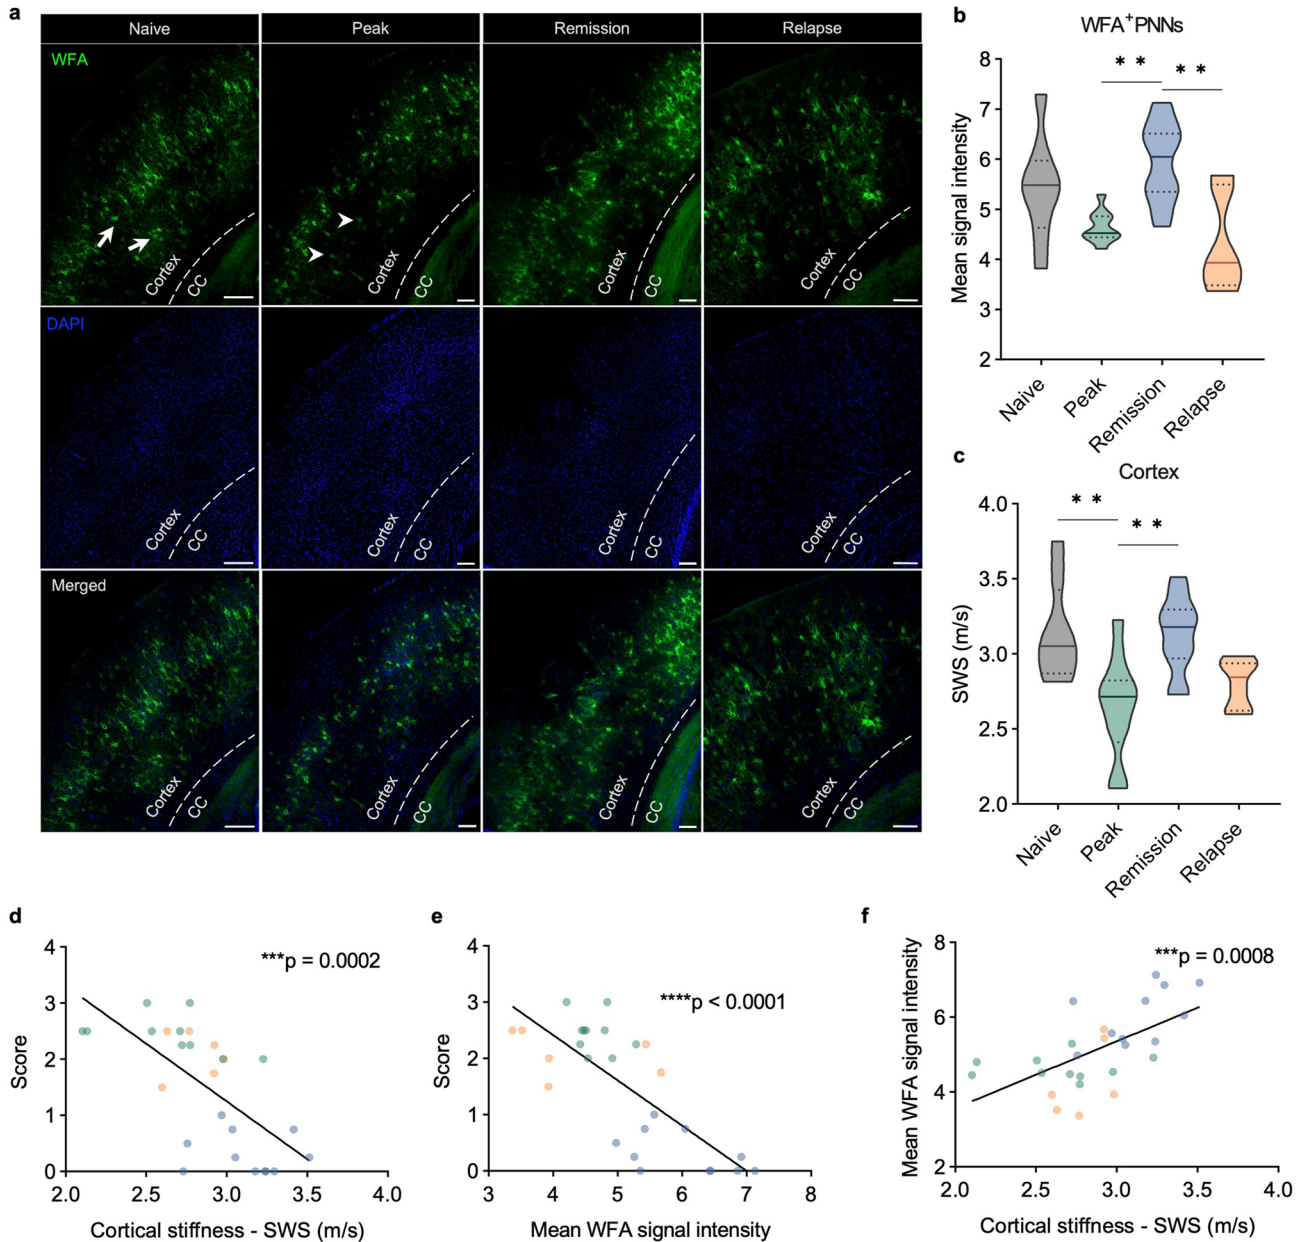 a
Naive
Peak
Remission
Relapse
WFA
Cortex
CC
Cortex
CC
Cortex
CC
Cortex
CC
DAPI
Cortex
CC
Cortex
CC
Cortex
CC
Cortex
CC
Merged
Cortex
CC
Cortex
CC
Cortex
CC
Cortex
CC
b
WFA+PNNs
Mean signal intensity
8
7
6
5
4
3
2
** **
Naive
Peak
Remission
Relapse
c
Cortex
SWS (m/s)
4.0
3.5
3.0
2.5
2.0
** **
Naive
Peak
Remission
Relapse
d
Score
4
3
2
1
0
***p = 0.0002
2.0 2.5 3.0 3.5 4.0
Cortical stiffness - SWS (m/s)
e
Score
4
3
2
1
0
****p < 0.0001
3 4 5 6 7 8
Mean WFA signal intensity
f
Mean WFA signal intensity
8
6
4
2
***p = 0.0008
2.0 2.5 3.0 3.5 4.0
Cortical stiffness - SWS (m/s)